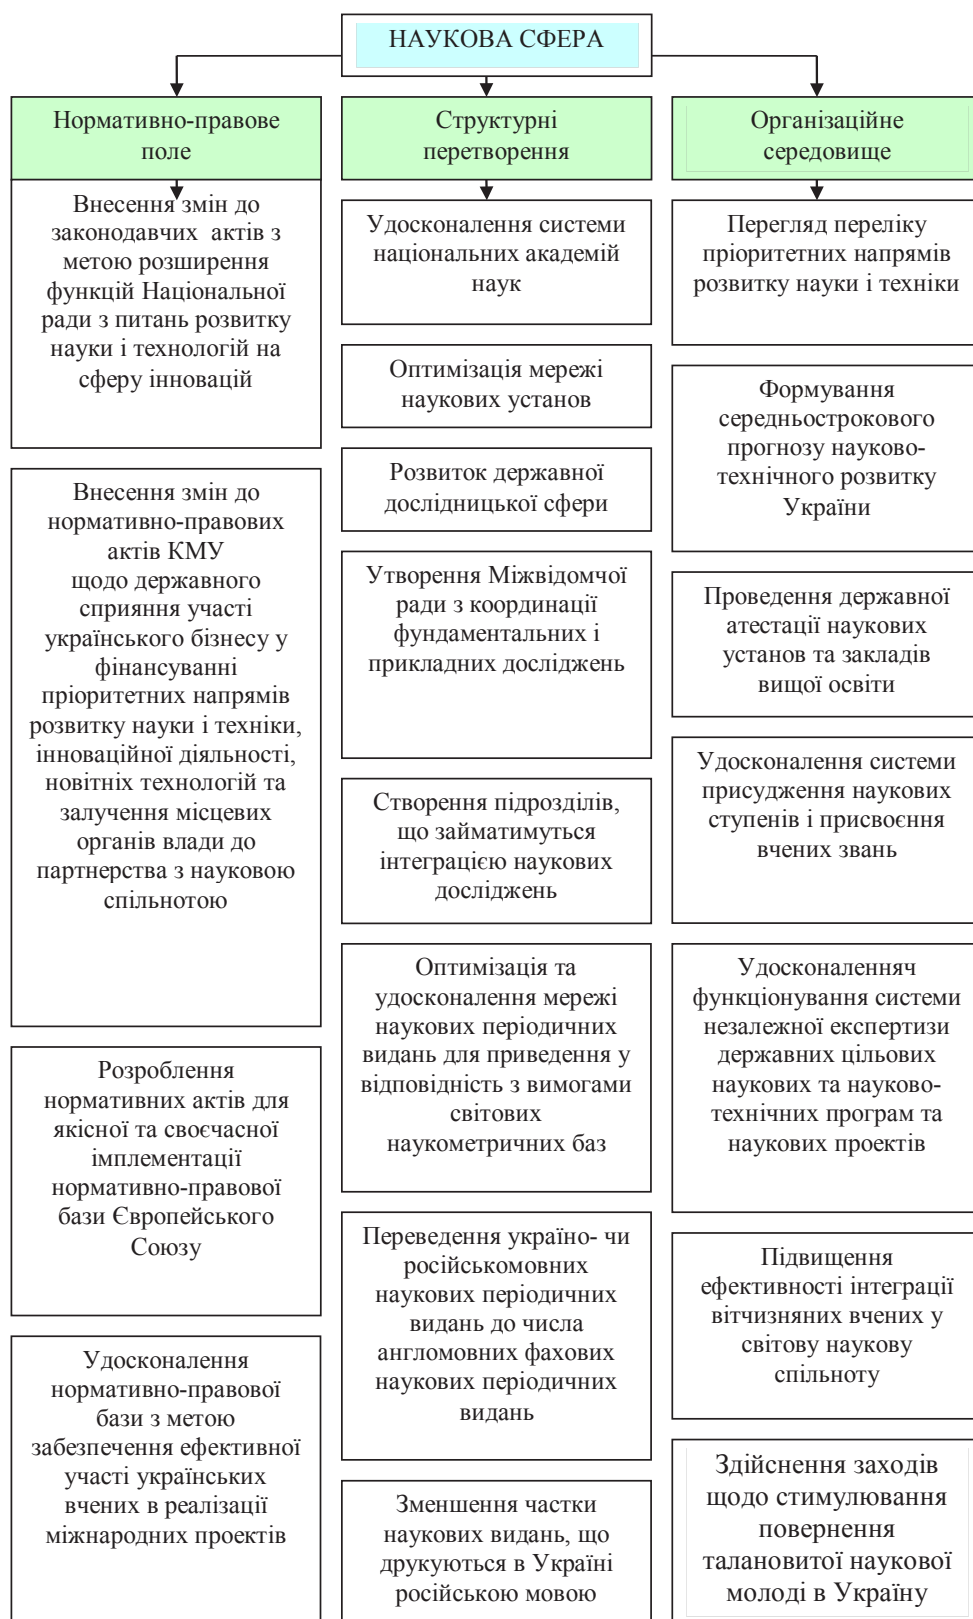 НАУКОВА СФЕРА
Нормативно-правове
поле
Внесення змін до
законодавчих актів з
метою розширення
функцій Національної
ради з питань розвитку
науки і технологій на
сферу інновацій
Внесення змін до
нормативно-правових
актів КМУ
щодо державного
сприяння участі
українського бізнесу у
фінансуванні
пріоритетних напрямів
розвитку науки і техніки,
інноваційної діяльності,
новітніх технологій та
залучення місцевих
органів влади до
партнерства з науковою
спільнотою
Розроблення
нормативних актів для
якісної та своєчасної
імплементації
нормативно-правової
бази Європейського
Союзу
Удосконалення
нормативно-правової
бази з метою
забезпечення ефективної
участі українських
вчених в реалізації
міжнародних проектів
Структурні
перетворення
Удосконалення системи
національних академій
наук
Оптимізація мережі
наукових установ
Розвиток державної
дослідницької сфери
Утворення Міжвідомчої
ради з координації
фундаментальних і
прикладних досліджень
Створення підрозділів,
що займатимуться
інтеграцією наукових
досліджень
Оптимізація та
удосконалення мережі
наукових періодичних
видань для приведення у
відповідність з вимогами
світових
наукометричних баз
Переведення україно- чи
російськомовних
наукових періодичних
видань до числа
англомовних фахових
наукових періодичних
видань
Зменшення частки
наукових видань, що
друкуються в Україні
російською мовою
Організаційне
середовище
Перегляд переліку
пріоритетних напрямів
розвитку науки і техніки
Формування
середньострокового
прогнозу науково-
технічного розвитку
України
Проведення державної
атестації наукових
установ та закладів
вищої освіти
Удосконалення системи
присудження наукових
ступенів і присвоєння
вчених звань
Удосконаленняч
функціонування системи
незалежної експертизи
державних цільових
наукових та науково-
технічних програм та
наукових проектів
Підвищення
ефективності інтеграції
вітчизняних вчених у
світову наукову
спільноту
Здійснення заходів
щодо стимулювання
повернення
талановитої наукової
молоді в Україну